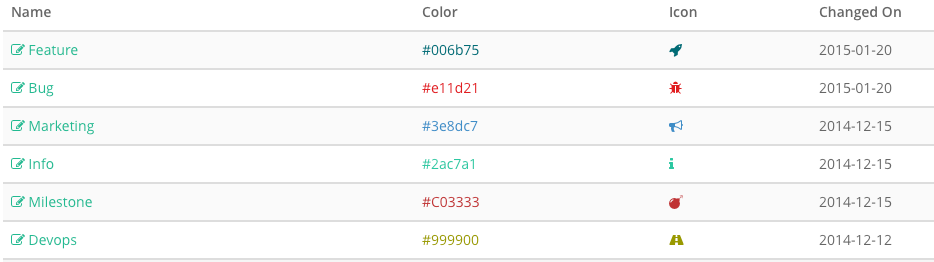 Name Color Icon Changed On
Feature #006b75 2015-01-20
Bug #e11d21 2015-01-20
Marketing #3e8dc7 2014-12-15
Info #2ac7a1 2014-12-15
Milestone #C03333 2014-12-15
Devops #999900 2014-12-12